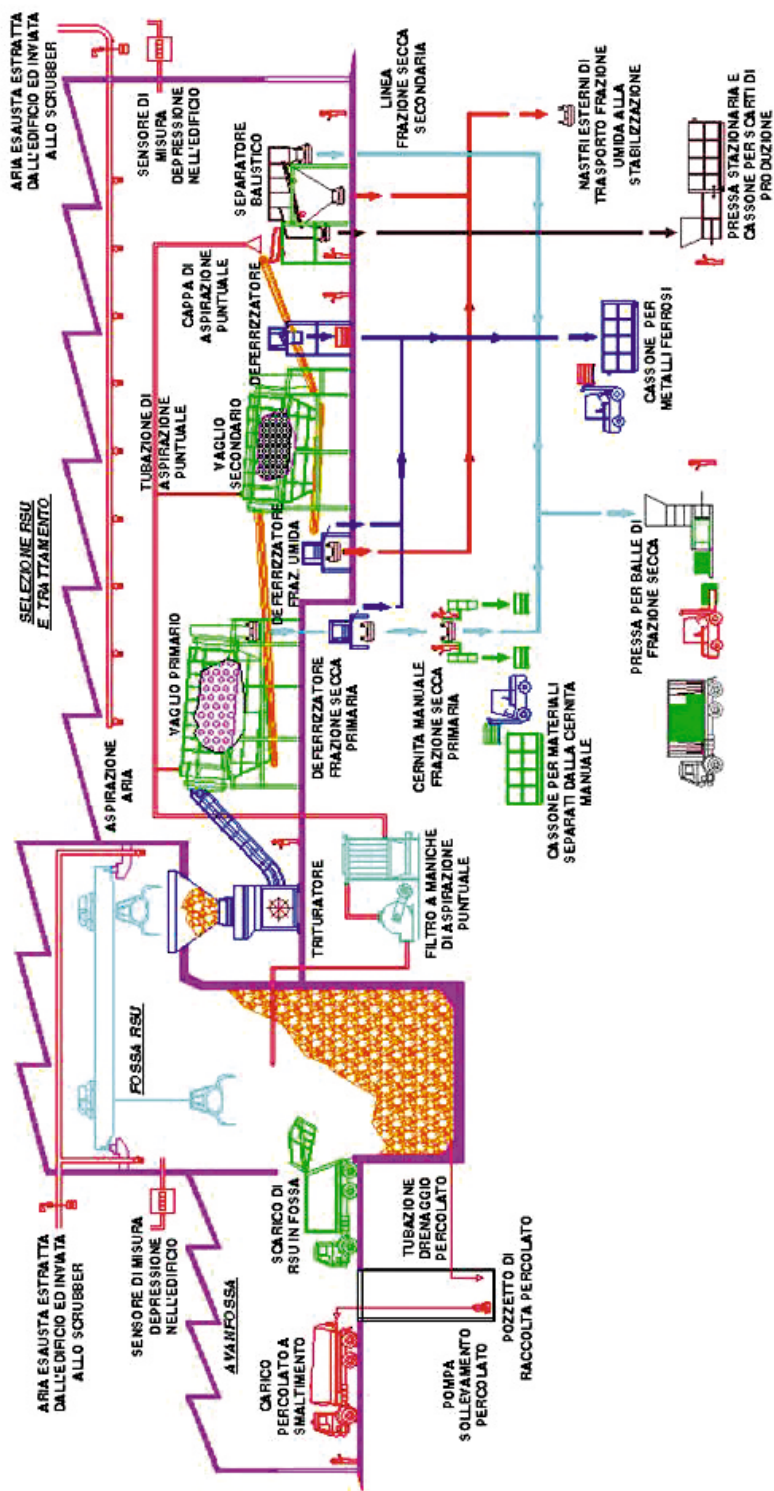 ARIA ESAUSTA ESTRATTA
DALL'EDIFICIO ED INVIATA
ALLO SCRUBBER
SENSORE DI MISURA
DEPRESSIONE
NELL'EDIFICIO
AVANFOSSA
CARICO
PERCOLATO A
SMALTIMENTO
SCARICO DI
RSU IN FOSSA
TUBAZIONE
DRENAGGIO
PERCOLATO
POMPA
SOLLEVAMENTO
PERCOLATO
POZZETTO DI
RACCOLTA PERCOLATO
FOSSA RSU
TRITURATORE
FILTRO A MANICHE
DI ASPIRAZIONE
PUNTUALE
SELEZIONE RSU
E TRATTAMENTO
ASPIRAZIONE
ARIA
VAGLIO PRIMARIO
DEFERRIZZATORE
FRAZIONE SECCA
PRIMARIA
CERNITA MANUALE
FRAZIONE SECCA
PRIMARIA
CASSONE PER MATERIALI
SEPARATI DALLA CERNITA
MANUALE
DEFERRIZZATORE
FRAZ. UMIDA
TUBAZIONE DI
ASPIRAZIONE
PUNTUALE
VAGLIO
SECONDARIO
DEFERRIZZATORE
CAPPA DI
ASPIRAZIONE
PUNTUALE
SEPARATORE
BALISTICO
ARIA ESAUSTA ESTRATTA
DALL'EDIFICIO ED INVIATA
ALLO SCRUBBER
SENSORE DI
MISURA
DEPRESSIONE
NELL'EDIFICIO
LINEA
FRAZIONE SECCA
SECONDARIA
NASTRI ESTERNI DI
TRASPORTO FRAZIONE
UMIDA ALLA
STABILIZZAZIONE
PRESSA PER BALLE DI
FRAZIONE SECCA
CASSONE PER
METALLI FERROSI
PRESSA STAZIONARIA E
CASSONE PER SCARTI DI
PRODUZIONE